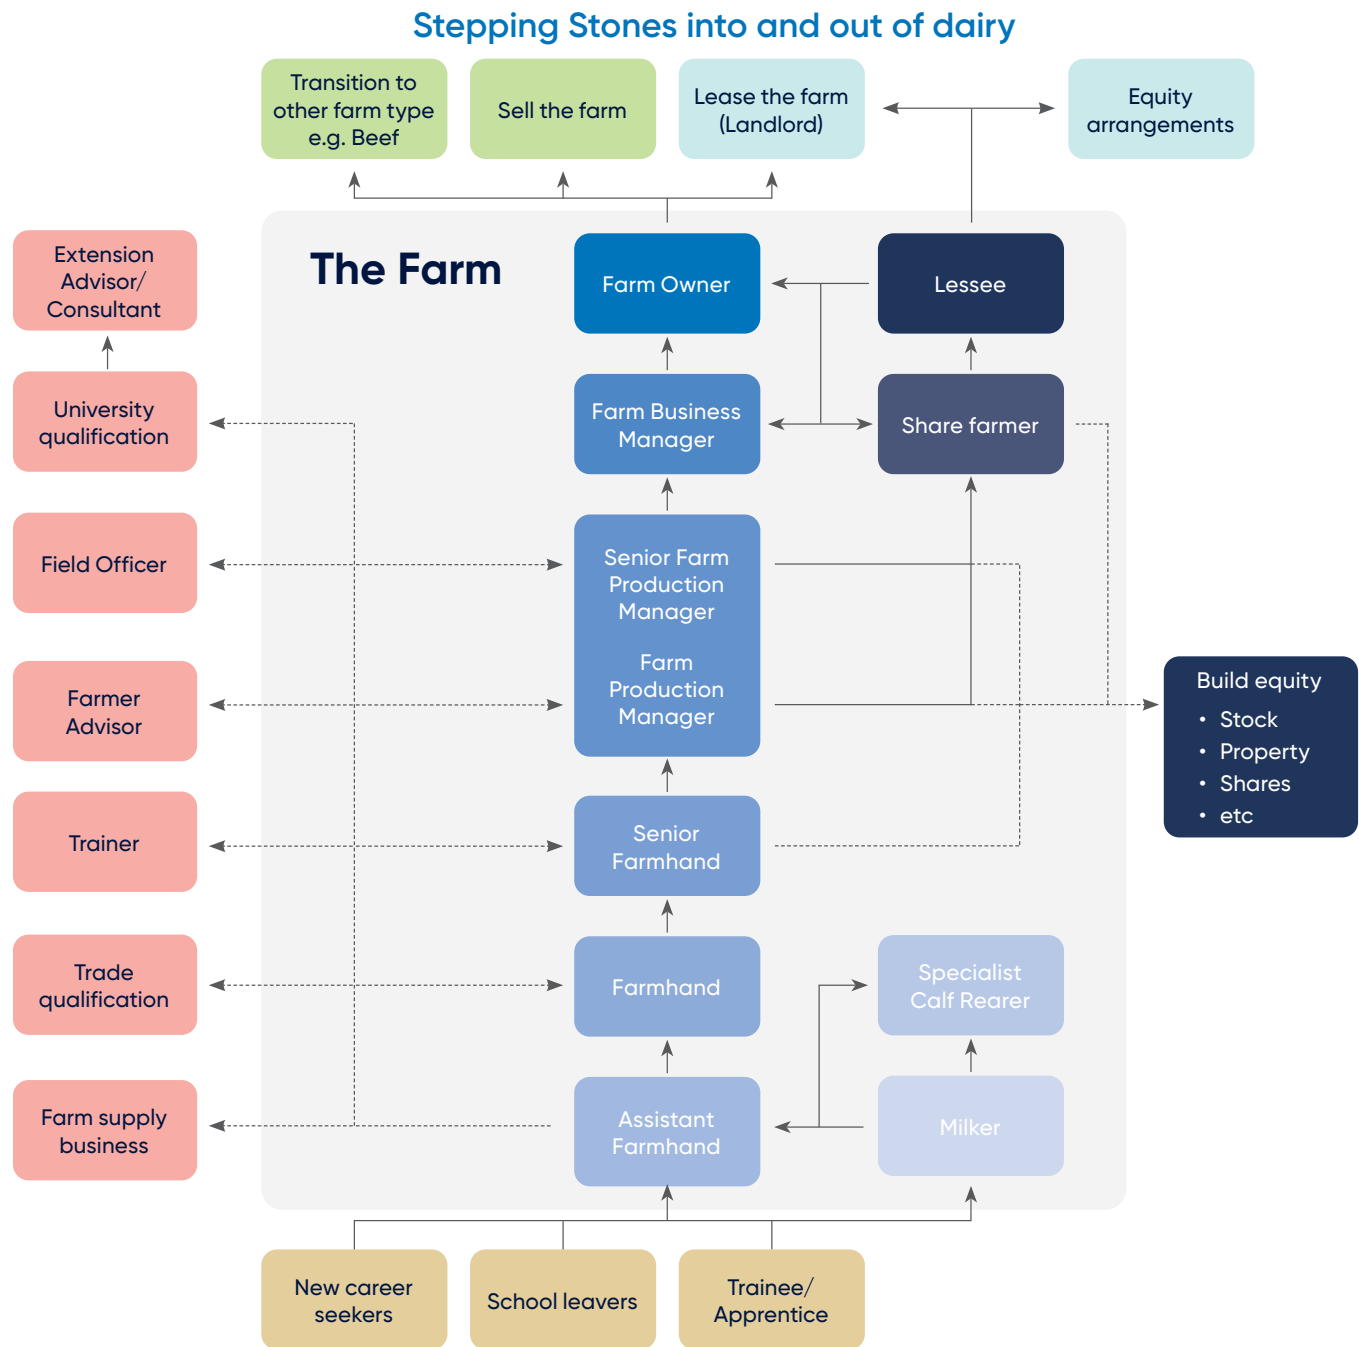 Stepping Stones into and out of dairy
Transition to
other farm type
e.g. Beef
Sell the farm
Lease the farm
(Landlord)
Equity
arrangements
The Farm
Extension
Advisor/
Consultant
Farm Owner
Lessee
University
qualification
Farm Business
Manager
Share farmer
Field Officer
Senior Farm
Production
Manager
Farmer
Advisor
Farm
Production
Manager
Build equity
• Stock
• Property
• Shares
• etc
Trainer
Senior
Farmhand
Trade
qualification
Farmhand
Specialist
Calf Rearer
Farm supply
business
Assistant
Farmhand
Milker
New career
seekers
School leavers
Trainee/
Apprentice